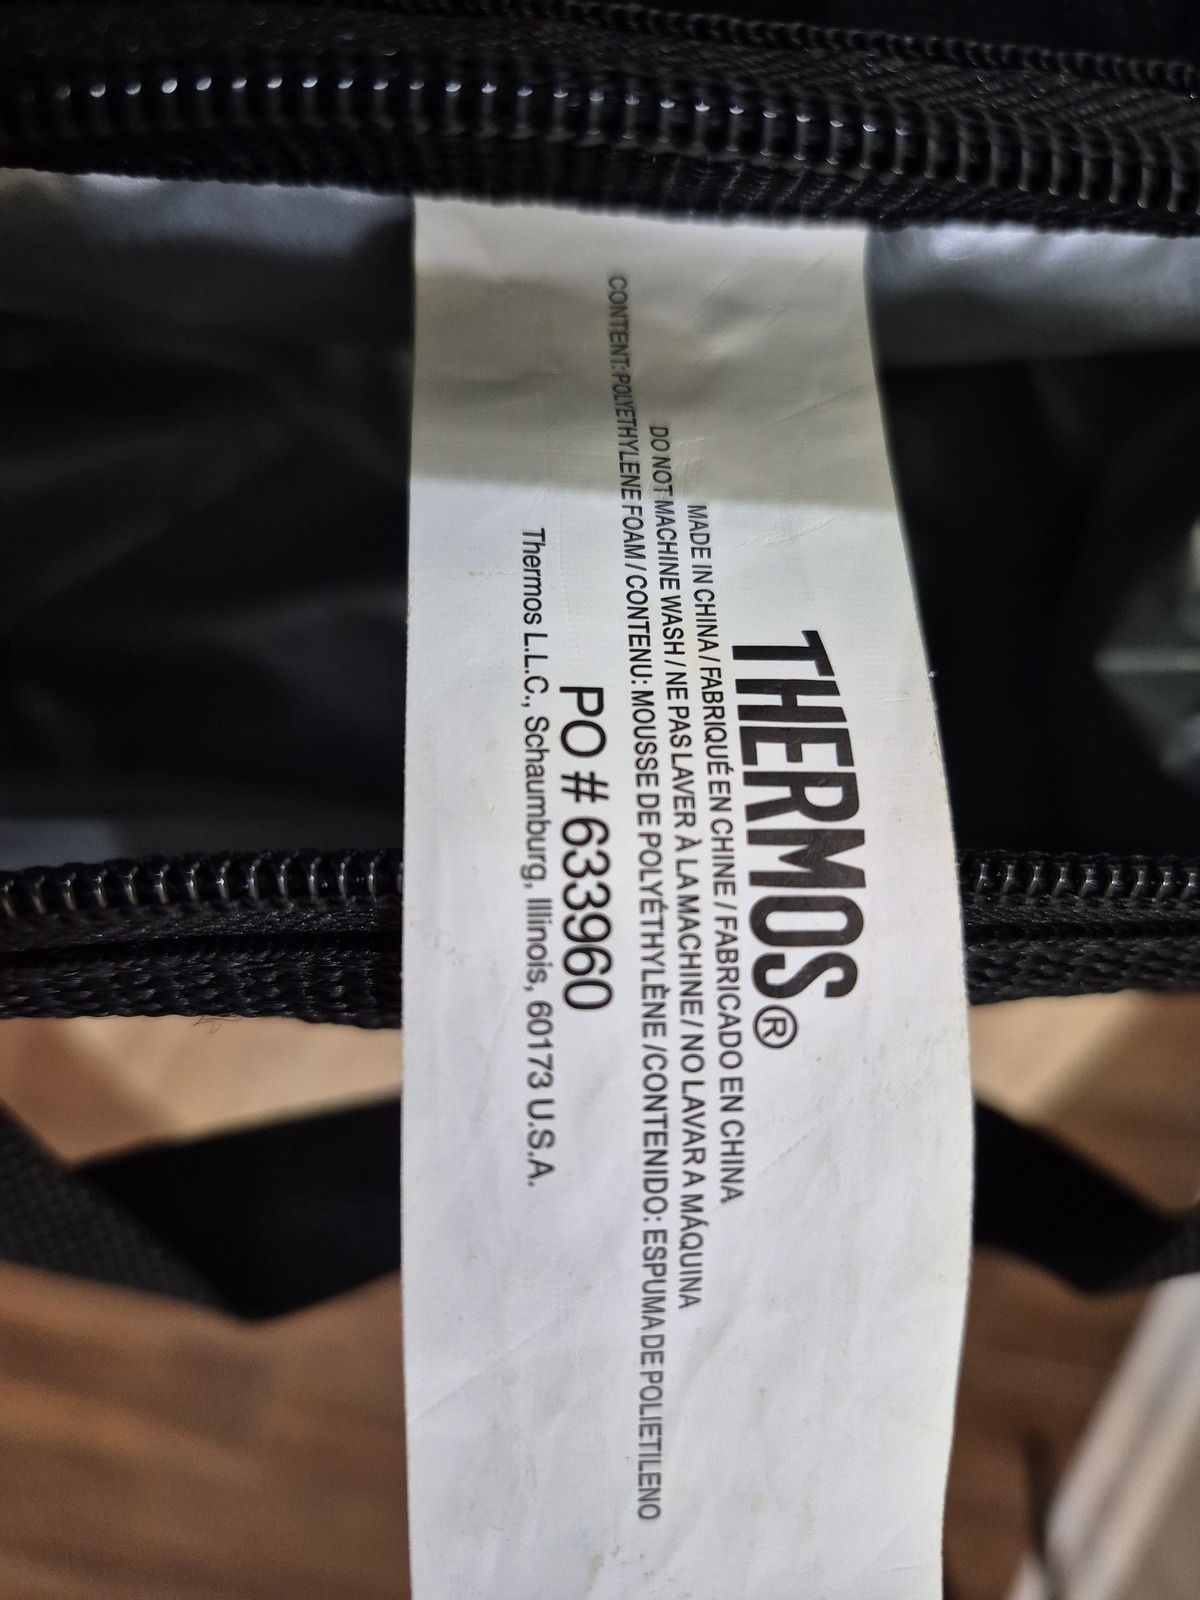 THERMOS®
MADE IN CHINA / FABRIQUÉ EN CHINE / FABRICADO EN CHINA
DO NOT MACHINE WASH / NE PAS LAVER À LA MACHINE / NO LAVAR A MÁQUINA
CONTENT: POLYETHYLENE FOAM / CONTENU: MOUSSE DE POLYÉTHYLÈNE /CONTENIDO: ESPUMA DE POLIETILENO
PO # 633960
Thermos L.L.C., Schaumburg, Illinois, 60173 U.S.A.